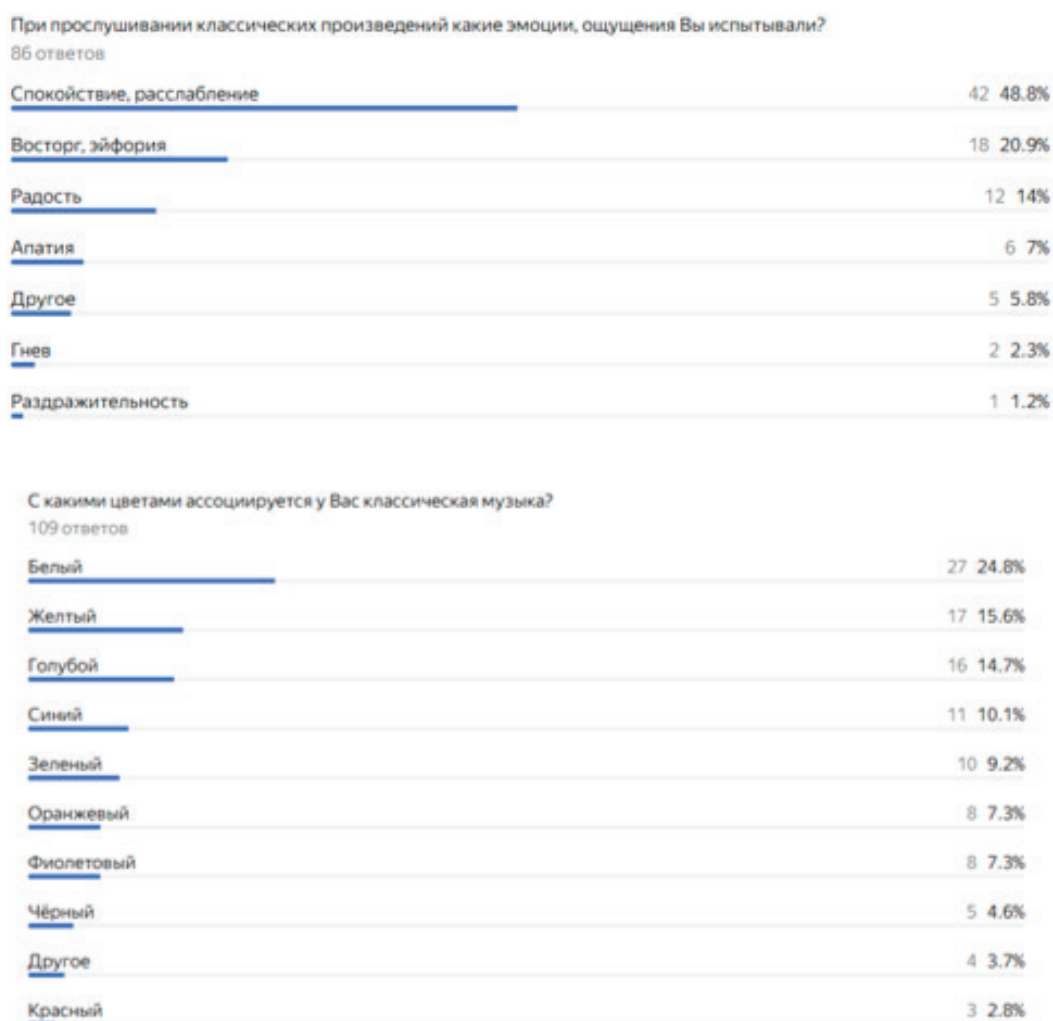 При прослушивании классических произведений какие эмоции, ощущения Вы испытывали?
86 ответов
Спокойствие, расслабление 42 48.8%
Восторг, эйфория 18 20.9%
Радость 12 14%
Апатия 6 7%
Другое 5 5.8%
Гнев 2 2.3%
Раздражительность 1 1.2%
С какими цветами ассоциируется у Вас классическая музыка?
109 ответов
Белый 27 24.8%
Желтый 17 15.6%
Голубой 16 14.7%
Синий 11 10.1%
Зеленый 10 9.2%
Оранжевый 8 7.3%
Фиолетовый 8 7.3%
Чёрный 5 4.6%
Другое 4 3.7%
Красный 3 2.8%